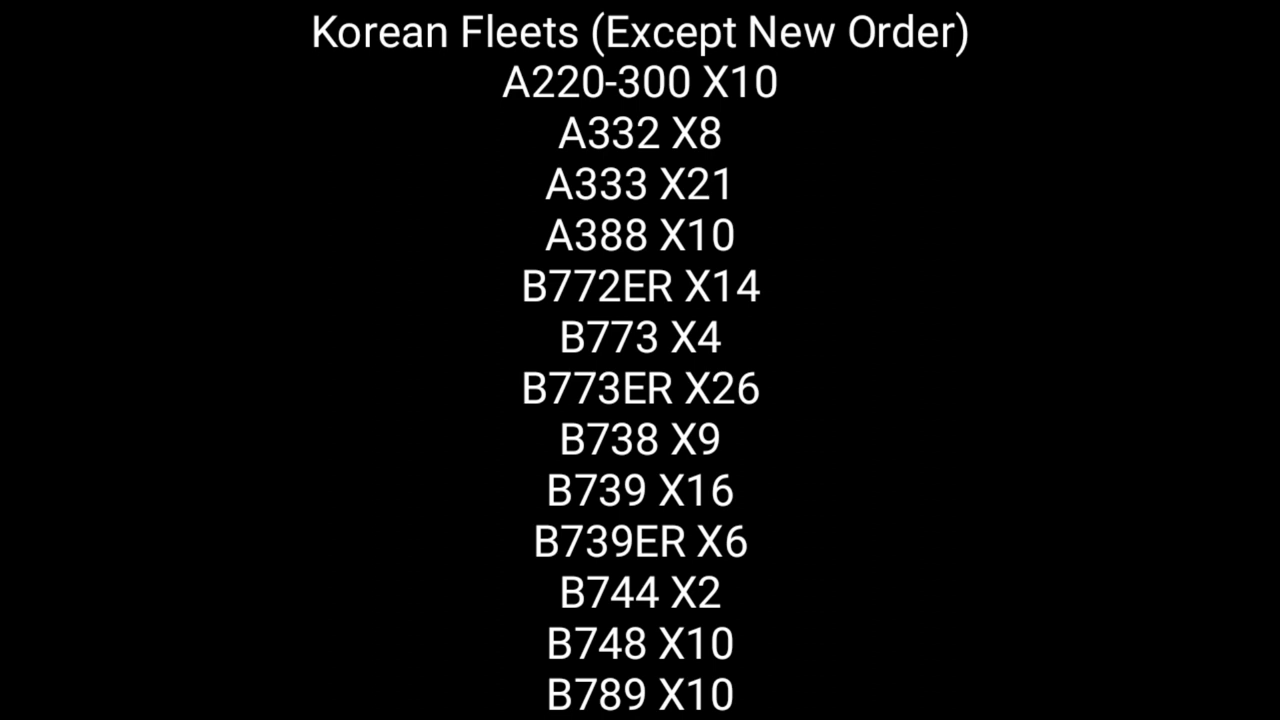 Korean Fleets (Except New Order)
A220-300 X10
A332 X8
A333 X21
A388 X10
B772ER X14
B773 X4
B773ER X26
B738 X9
B739 X16
B739ER X6
B744 X2
B748 X10
B789 X10